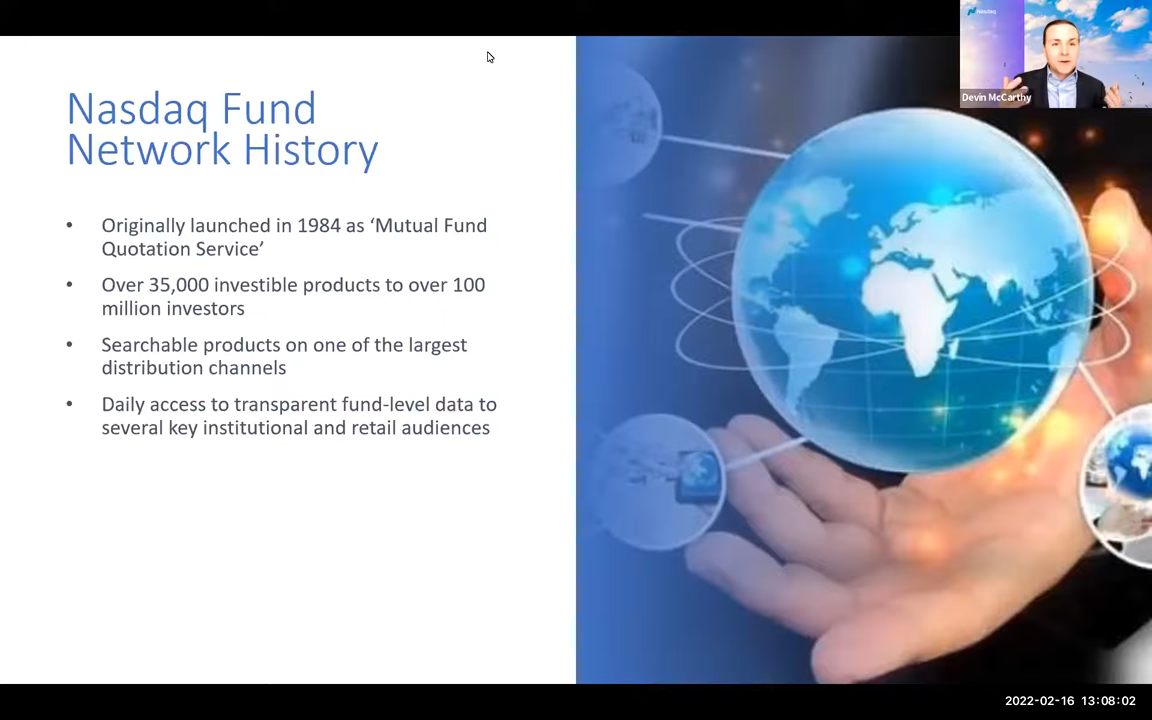 Nasdaq
Devin McCarthy
Nasdaq Fund
Network History
• Originally launched in 1984 as ‘Mutual Fund
Quotation Service’
• Over 35,000 investible products to over 100
million investors
• Searchable products on one of the largest
distribution channels
• Daily access to transparent fund-level data to
several key institutional and retail audiences
2022-02-16 13:08:02